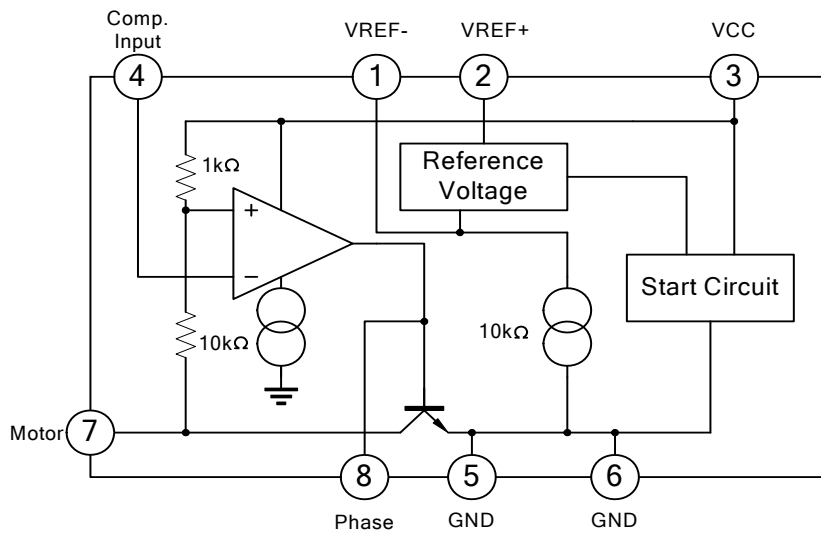 Comp.
Input
VREF-
VREF+
VCC
4
1
2
3
1kΩ
Reference
Voltage
+
−
Start Circuit
10kΩ
10kΩ
Motor
7
8
5
6
Phase
GND
GND